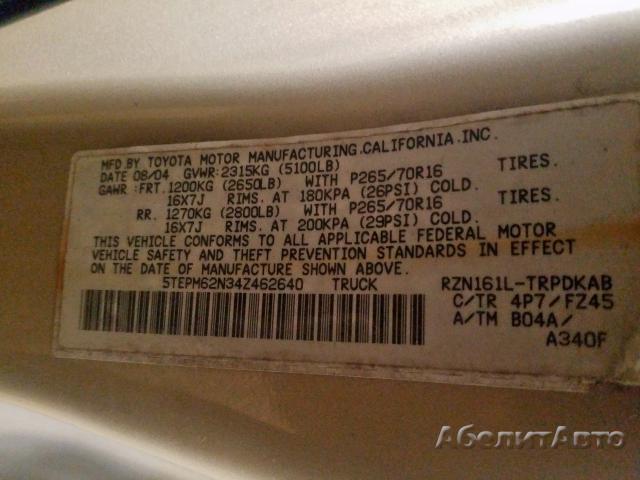 MFD.BY TOYOTA MOTOR MANUFACTURING.CALIFORNIA.INC.
DATE 08/04 GVWR:2315KG (5100LB)
GAWR :FRT.1200KG (2650LB) WITH P265/70R16 TIRES.
16X7J RIMS. AT 180KPA (26PSI) COLD.
RR. 1270KG (2800LB) WITH P265/70R16 TIRES.
16X7J RIMS. AT 200KPA (29PSI) COLD.
THIS VEHICLE CONFORMS TO ALL APPLICABLE FEDERAL MOTOR
VEHICLE SAFETY AND THEFT PREVENTION STANDARDS IN EFFECT
ON THE DATE OF MANUFACTURE SHOWN ABOVE.
5TEPM62N34Z462640 TRUCK RZN161L-TRPDKAB
C/TR 4P7/FZ45
A/TM B04A/
A340F
АбелитАвто